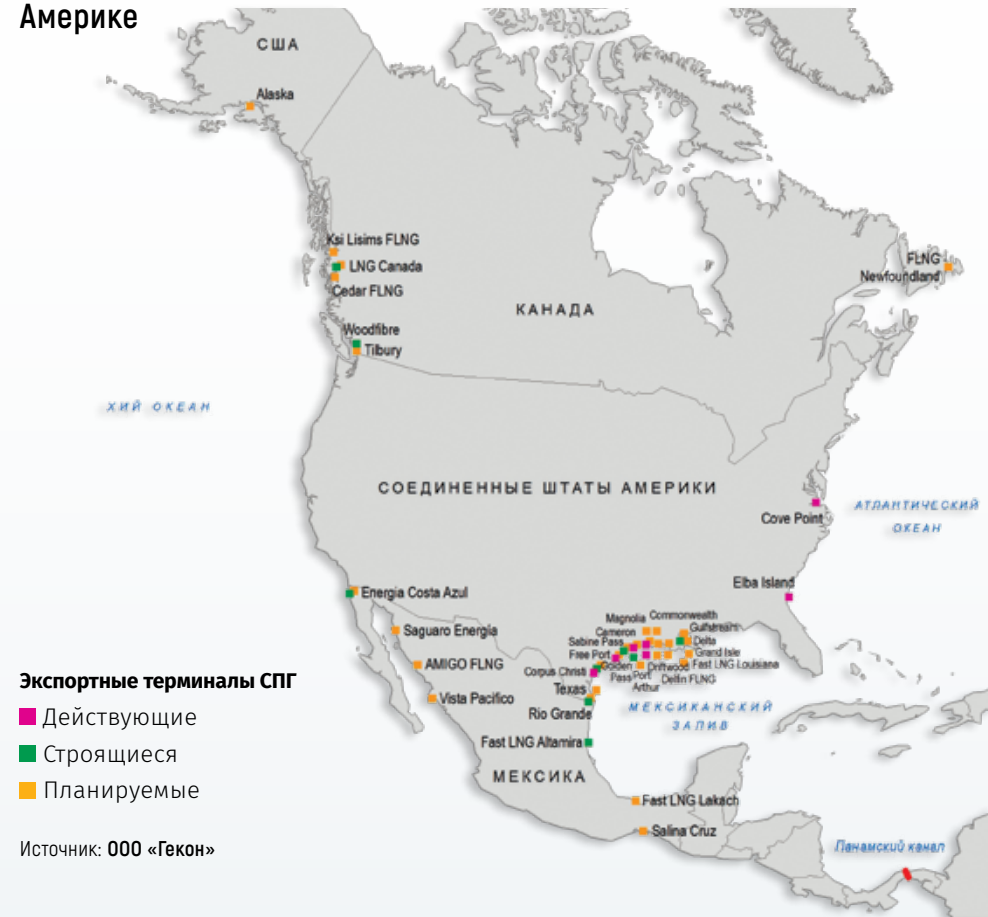 Америке
США
Alaska
Ksi Lisims FLNG
LNG Canada
Cedar FLNG
FLNG
Newfoundland
КАНАДА
Woodfibre
Tilbury
ХИЙ ОКЕАН
СОЕДИНЕННЫЕ ШТАТЫ АМЕРИКИ
АТЛАНТИЧЕСКИЙ
ОКЕАН
Cove Point
Elba Island
Energia Costa Azul
Saguaro Energia
AMIGO FLNG
Vista Pacifico
Magnolia
Commonwealth
Cameron
Gulfstream
Sabine Pass
Delta
Free Port
Grand Isle
Golden
Pass
Port
Arthur
Driftwood
Fast LNG Louisiana
Delfin FLNG
Corpus Christi
Texas
Rio Grande
МЕКСИКАНСКИЙ
ЗАЛИВ
Fast LNG Altamira
МЕКСИКА
Fast LNG Lakach
Salina Cruz
Панамский канал
Экспортные терминалы СПГ
Действующие
Строящиеся
Планируемые
Источник: ООО «Гекон»